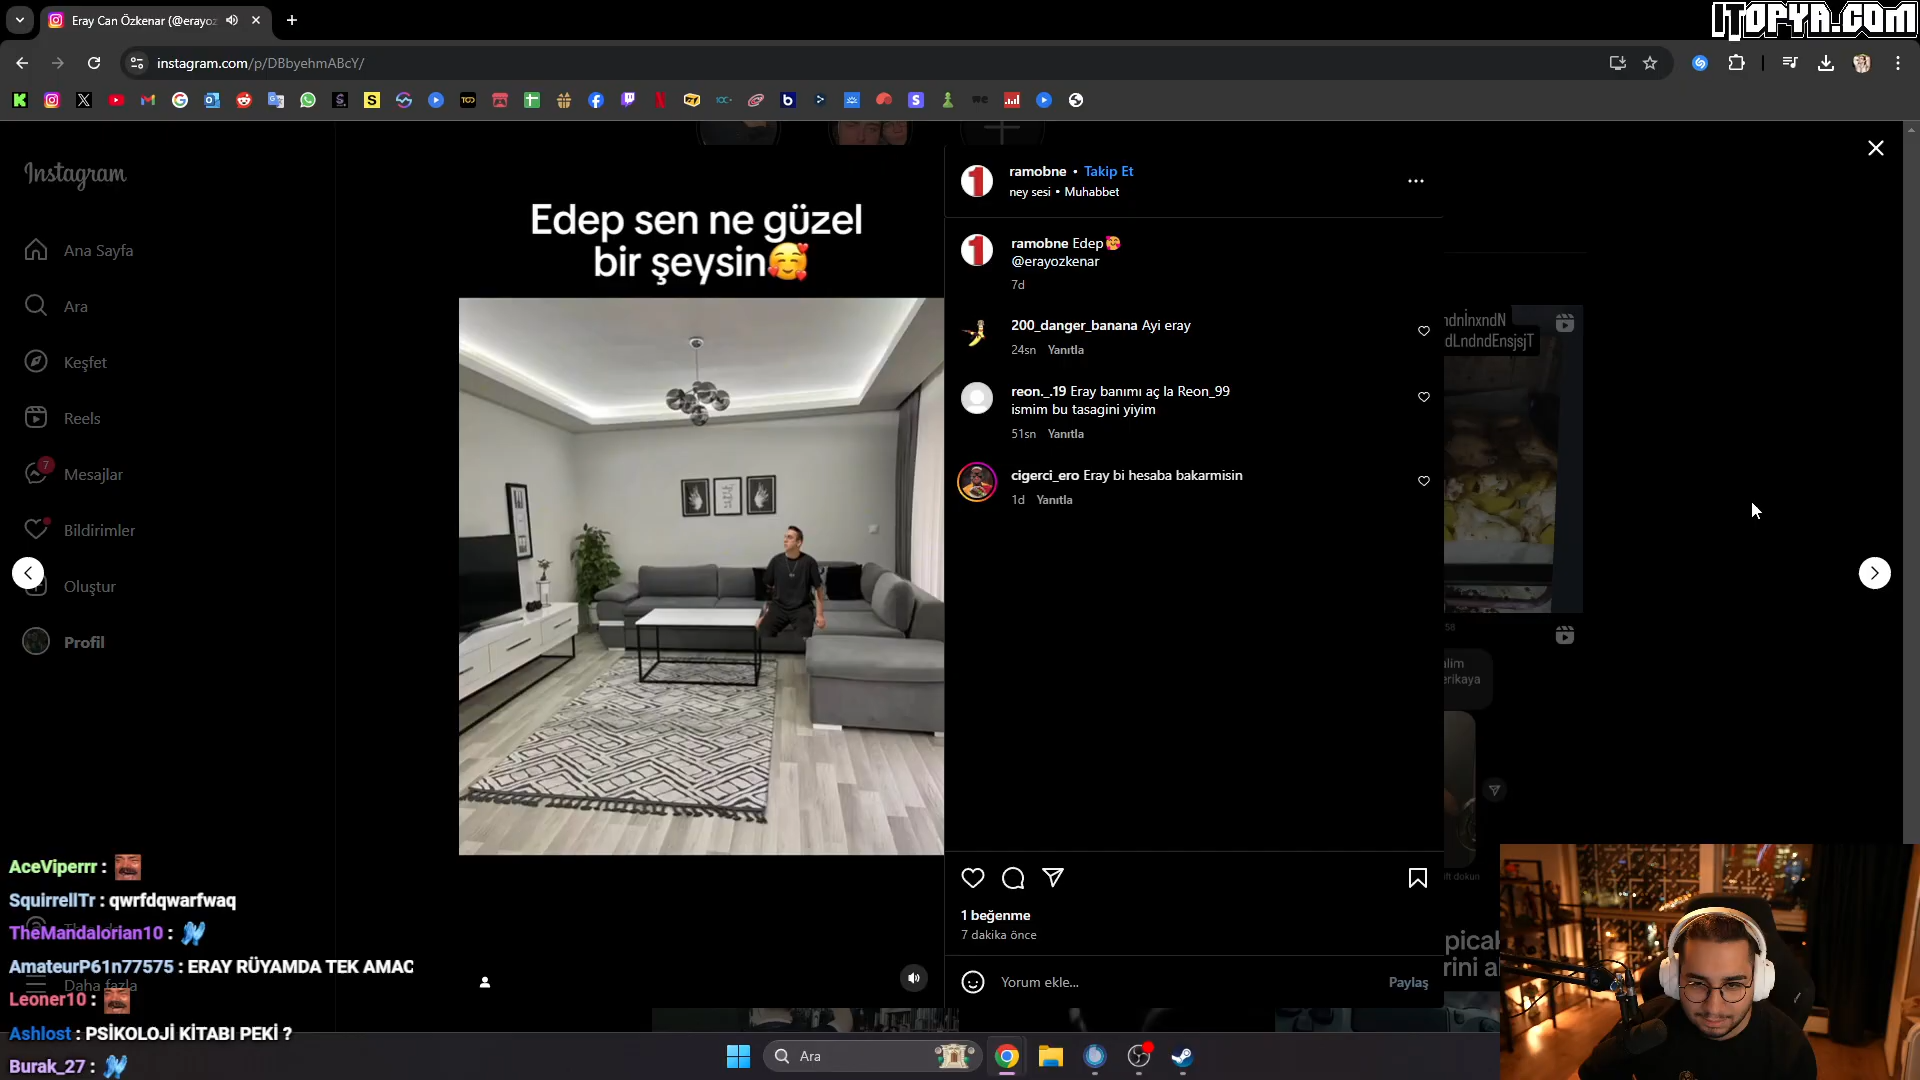 ITOPYA.COM
Eray Can Özkenar (@erayoz
instagram.com/p/DBbyehmABcY/
Instagram
Ana Sayfa
Ara
Keşfet
Reels
7
Mesajlar
Bildirimler
Oluştur
Profil
Daha fazla
Edep sen ne güzel
bir şeysin🥰
ramobne • Takip Et
ney sesi • Muhabbet
ramobne Edep🥰
@erayozkenar
7d
200_danger_banana Ayi eray
24sn Yanıtla
reon._.19 Eray banımı aç la Reon_99
ismim bu tasagini yiyim
51sn Yanıtla
cigerci_ero Eray bi hesaba bakarmisin
1d Yanıtla
1 beğenme
7 dakika önce
Yorum ekle...
Paylaş
AceViperrr :
SquirrellTr : qwrfdqwarfwaq
TheMandalorian10 :
AmateurP61n77575 : ERAY RÜYAMDA TEK AMAC
Leoner10 :
Ashlost : PSİKOLOJİ KİTABI PEKİ ?
Burak_27 :
Ara